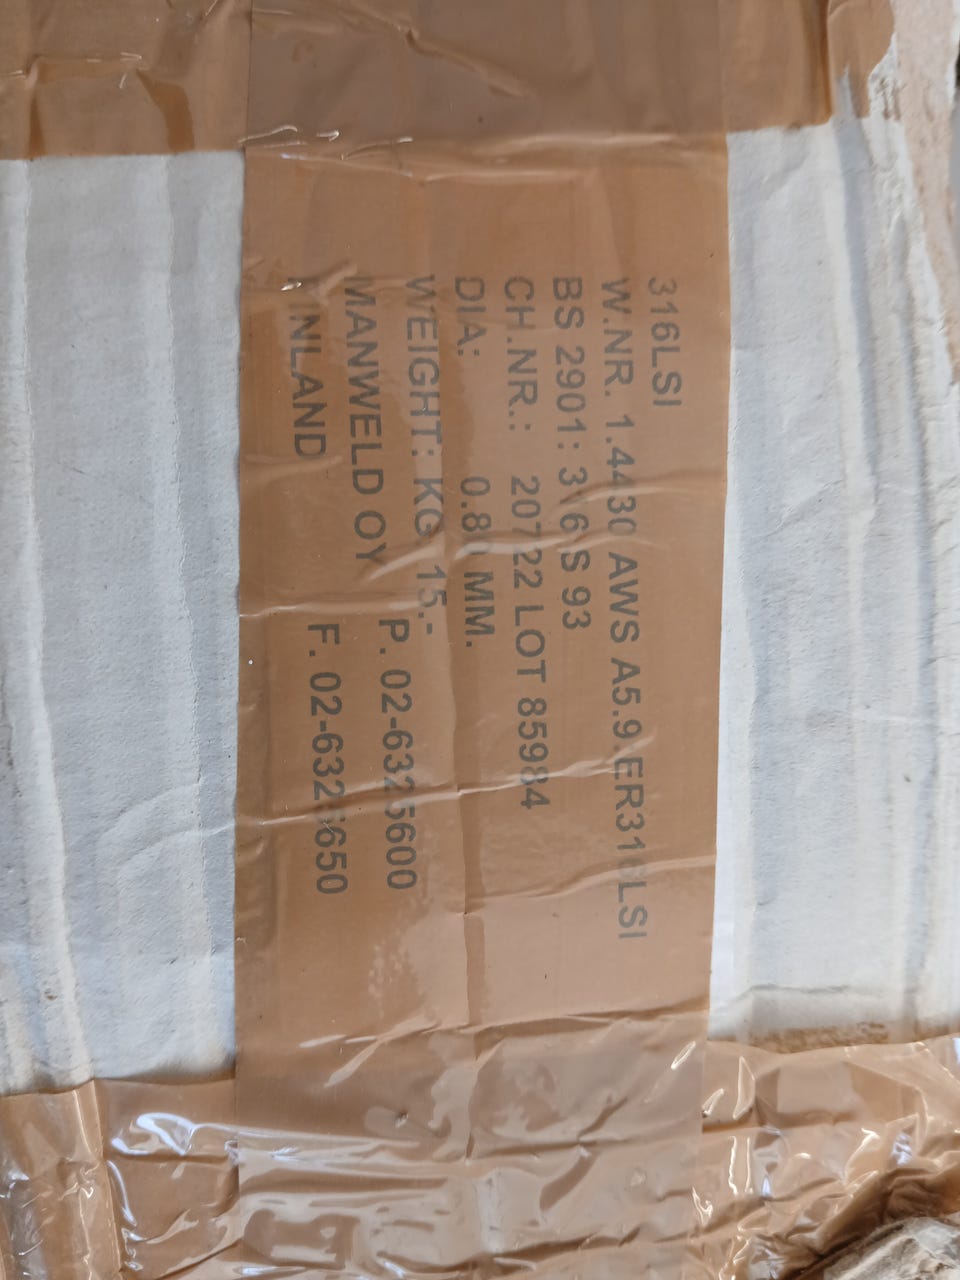 316LSI
W.NR. 1.4430 AWS A5.9:ER316LSI
BS 2901: 316S 93
CH.NR.: 20722 LOT 85984
DIA: 0.80 MM.
WEIGHT: KG 15.-
MANWELD OY P. 02-6325600
FINLAND F. 02-6325650